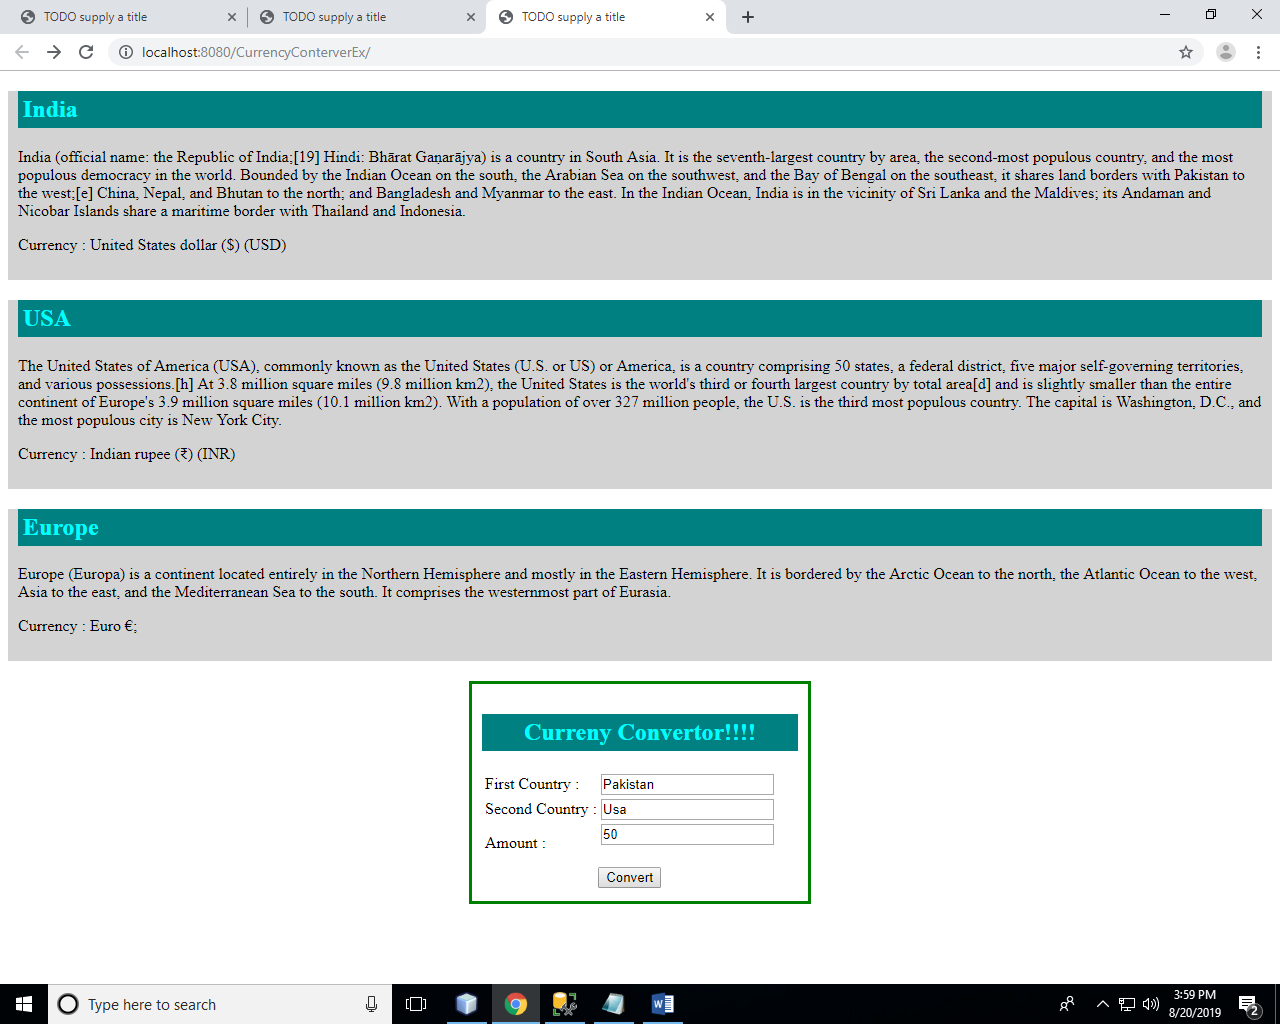 TODO supply a title
TODO supply a title
TODO supply a title
localhost:8080/CurrencyConterverEx/
India
India (official name: the Republic of India;[19] Hindi: Bhārat Gaṇarājya) is a country in South Asia. It is the seventh-largest country by area, the second-most populous country, and the most
populous democracy in the world. Bounded by the Indian Ocean on the south, the Arabian Sea on the southwest, and the Bay of Bengal on the southeast, it shares land borders with Pakistan to
the west;[e] China, Nepal, and Bhutan to the north; and Bangladesh and Myanmar to the east. In the Indian Ocean, India is in the vicinity of Sri Lanka and the Maldives; its Andaman and
Nicobar Islands share a maritime border with Thailand and Indonesia.
Currency : United States dollar ($) (USD)
USA
The United States of America (USA), commonly known as the United States (U.S. or US) or America, is a country comprising 50 states, a federal district, five major self-governing territories,
and various possessions.[h] At 3.8 million square miles (9.8 million km2), the United States is the world's third or fourth largest country by total area[d] and is slightly smaller than the entire
continent of Europe's 3.9 million square miles (10.1 million km2). With a population of over 327 million people, the U.S. is the third most populous country. The capital is Washington, D.C., and
the most populous city is New York City.
Currency : Indian rupee (₹) (INR)
Europe
Europe (Europa) is a continent located entirely in the Northern Hemisphere and mostly in the Eastern Hemisphere. It is bordered by the Arctic Ocean to the north, the Atlantic Ocean to the west,
Asia to the east, and the Mediterranean Sea to the south. It comprises the westernmost part of Eurasia.
Currency : Euro €;
Curreny Convertor!!!!
First Country : Pakistan
Second Country : Usa
Amount : 50
Convert
Type here to search
3:59 PM
8/20/2019
2